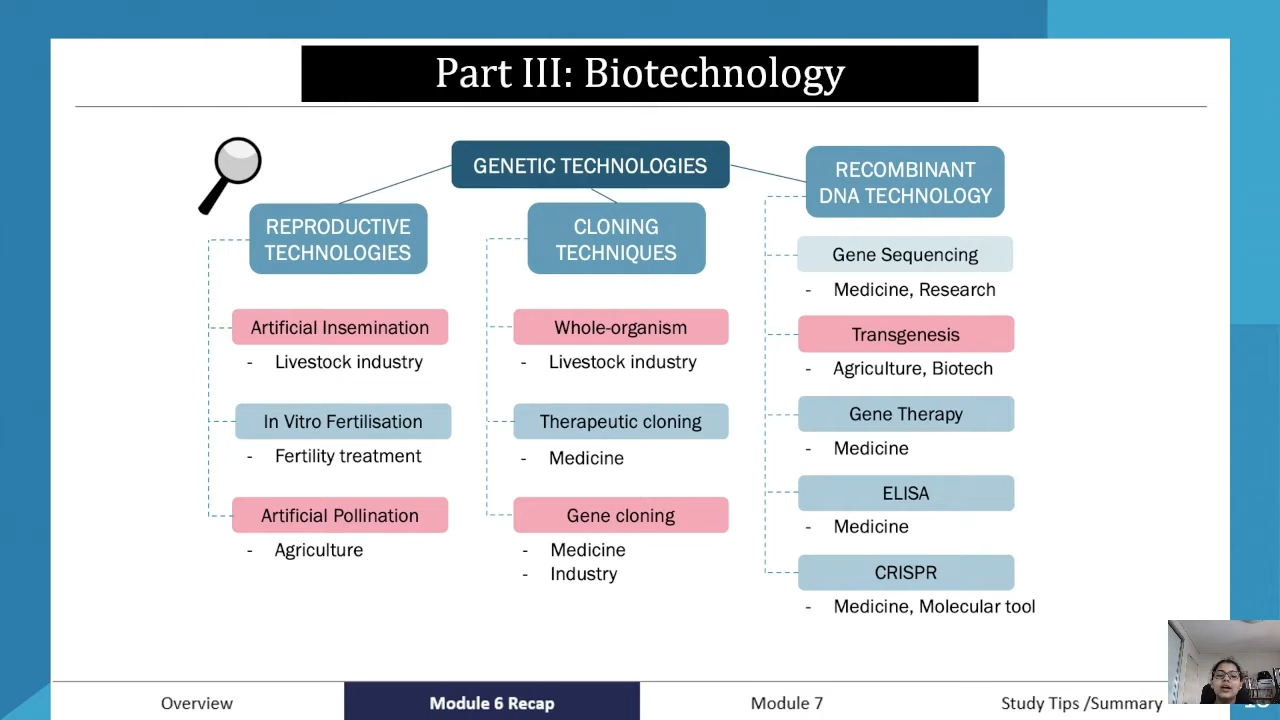 Part III: Biotechnology
GENETIC TECHNOLOGIES
REPRODUCTIVE
TECHNOLOGIES
Artificial Insemination
- Livestock industry
In Vitro Fertilisation
- Fertility treatment
Artificial Pollination
- Agriculture
CLONING
TECHNIQUES
Whole-organism
- Livestock industry
Therapeutic cloning
- Medicine
Gene cloning
- Medicine
- Industry
RECOMBINANT
DNA TECHNOLOGY
Gene Sequencing
- Medicine, Research
Transgenesis
- Agriculture, Biotech
Gene Therapy
- Medicine
ELISA
- Medicine
CRISPR
- Medicine, Molecular tool
Overview
Module 6 Recap
Module 7
Study Tips /Summary